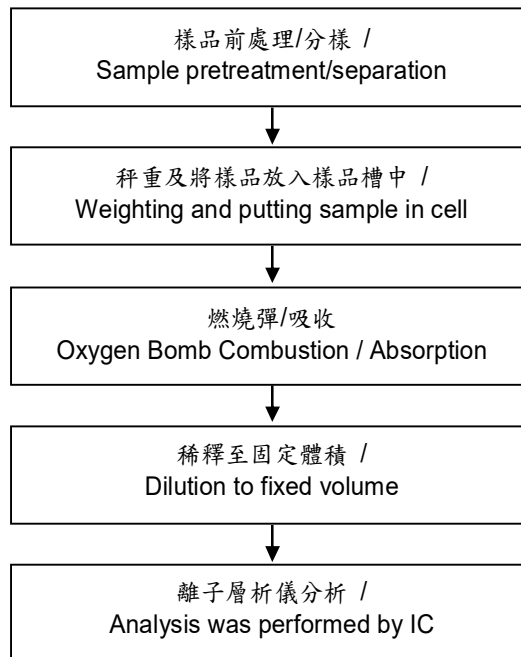 樣品前處理/分樣 /
Sample pretreatment/separation
秤重及將樣品放入樣品槽中 /
Weighting and putting sample in cell
燃燒彈/吸收
Oxygen Bomb Combustion / Absorption
稀釋至固定體積 /
Dilution to fixed volume
離子層析儀分析 /
Analysis was performed by IC